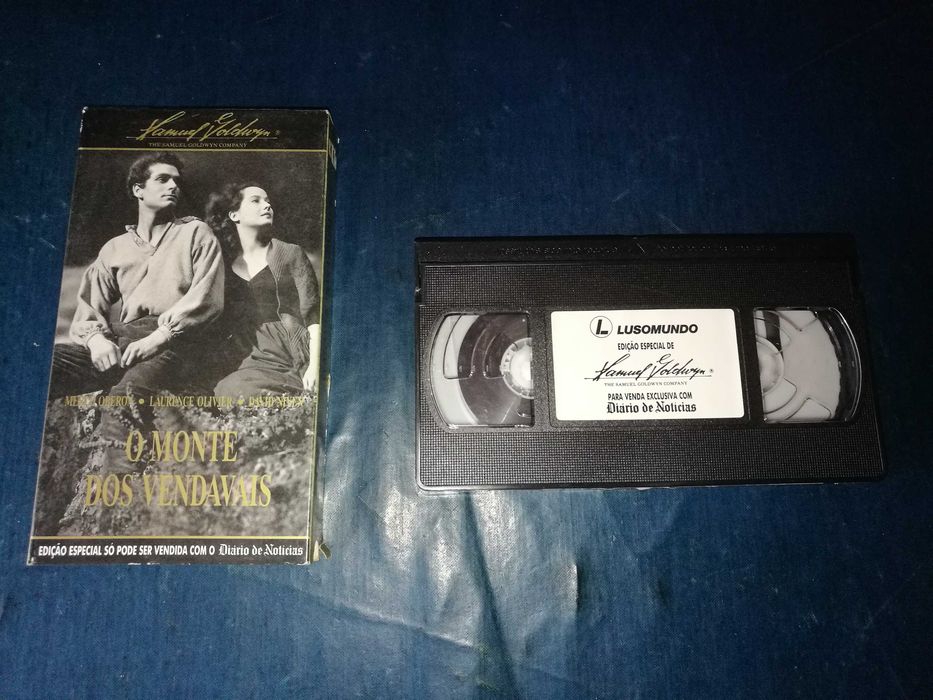 Samuel Goldwyn®
THE SAMUEL GOLDWYN COMPANY
MERLE OBERON • LAURENCE OLIVIER • DAVID NIVEN
O MONTE
DOS VENDAVAIS
EDIÇÃO ESPECIAL SÓ PODE SER VENDIDA COM O Diário de Notícias
L LUSOMUNDO
EDIÇÃO ESPECIAL DE
Samuel Goldwyn®
THE SAMUEL GOLDWYN COMPANY
PARA VENDA EXCLUSIVA COM
Diário de Notícias